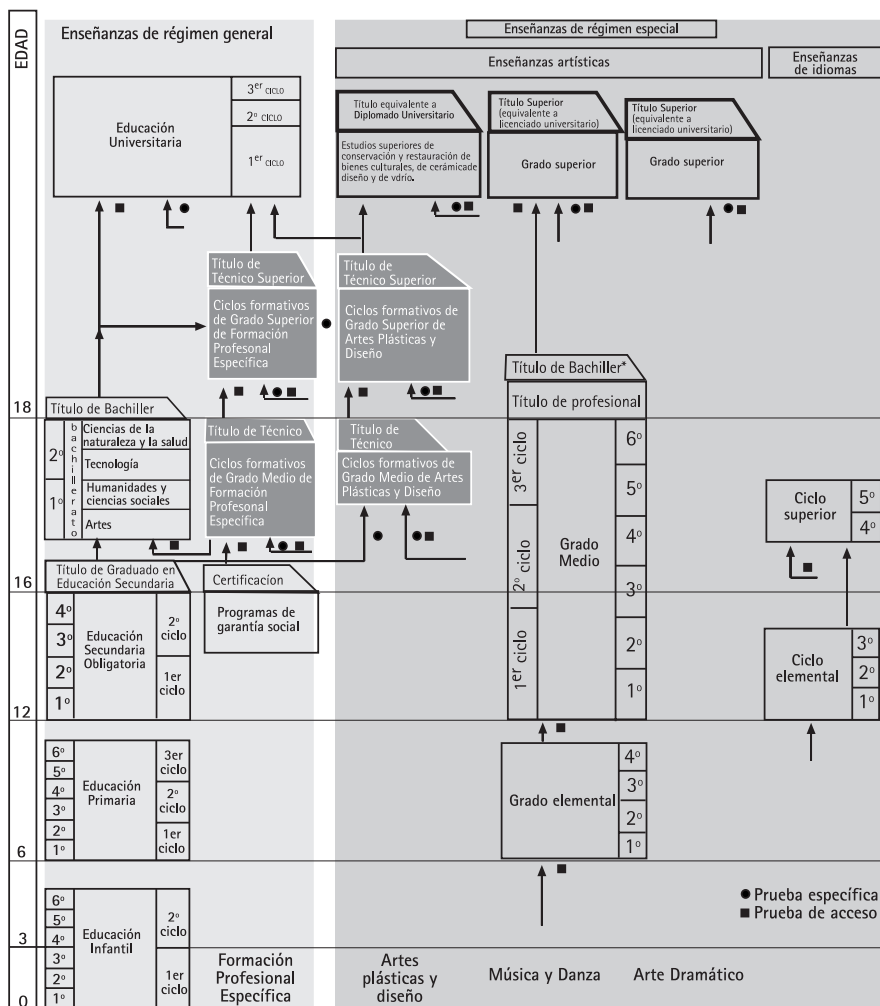 EDAD
Enseñanzas de régimen general
Enseñanzas de régimen especial
Enseñanzas artísticas
Enseñanzas
de idiomas
Educación
Universitaria
3er CICLO
2º CICLO
1er CICLO
Título equivalente a
Diplomado Universitario
Estudios superiores de
conservación y restauración de
bienes culturales, de cerámicade
diseño y de vdrío.
Título Superior
(equivalente a
licenciado universitario)
Grado superior
Título Superior
(equivalente a
licenciado universitario)
Grado superior
Título de
Técnico Superior
Ciclos formativos
de Grado Superior
de Formación
Profesonal
Específica
Título de
Técnico Superior
Ciclos formativos de
Grado Superior de
Artes Plásticas y
Diseño
Título de Bachiller*
Título de profesional
18
Título de Bachiller
2º
1º
bachillerato
Ciencias de la
naturaleza y la salud
Tecnología
Humanidades y
ciencias sociales
Artes
Título de Técnico
Ciclos formativos
de Grado Medio de
Formación
Profesonal
Específica
Título de
Técnico
Ciclos formativos de
Grado Medio de Artes
Plásticas y Diseño
3er ciclo
2º ciclo
1er ciclo
Grado
Medio
6º
5º
4º
3º
2º
1º
Ciclo
superior
5º
4º
16
Título de Graduado en
Educación Secundaria
4º
3º
2º
1º
Educación
Secundaria
Obligatoria
2º
ciclo
1er
ciclo
Certificacíon
Programas de
garantía social
Ciclo
elemental
3º
2º
1º
12
6º
5º
4º
3º
2º
1º
Educación
Primaria
3er
ciclo
2º
ciclo
1er
ciclo
Grado elemental
4º
3º
2º
1º
6
6º
5º
4º
3º
2º
1º
Educación
Infantil
2º
ciclo
1er
ciclo
Prueba específica
Prueba de acceso
3
0
Formación
Profesional
Específica
Artes
plásticas y
diseño
Música y Danza
Arte Dramático